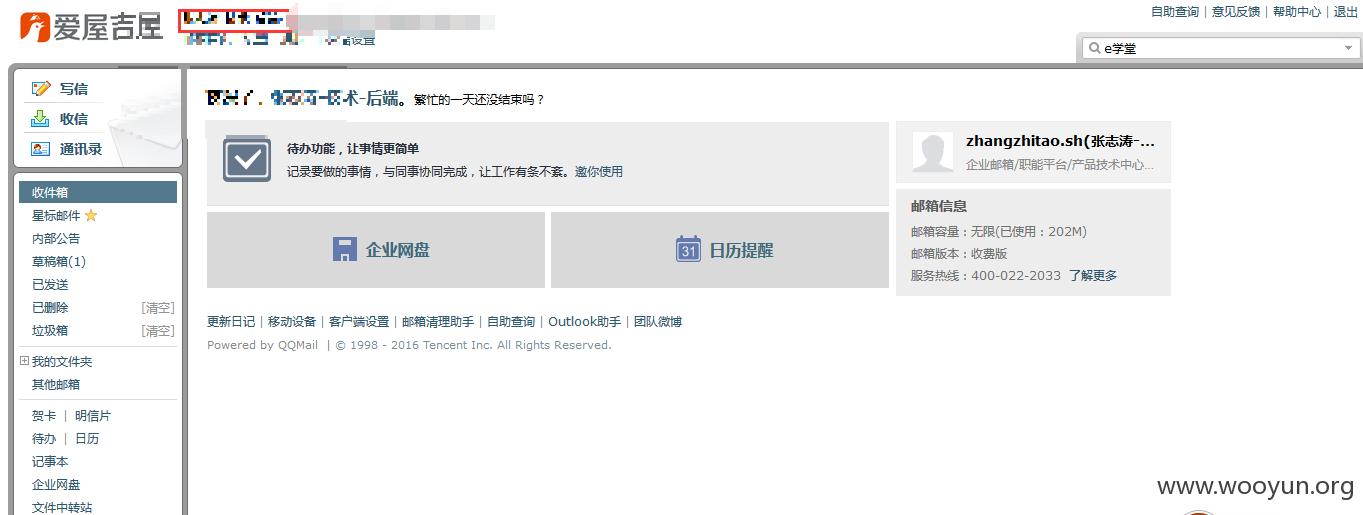 爱屋吉屋
自助查询 | 意见反馈 | 帮助中心 | 退出
设置
e学堂
写信
收信
通讯录
收件箱
星标邮件
内部公告
草稿箱(1)
已发送
已删除 [清空]
垃圾箱 [清空]
我的文件夹
其他邮箱
贺卡 | 明信片
待办 | 日历
记事本
企业网盘
文件中转站
术-后端。繁忙的一天还没结束吗？
待办功能，让事情更简单
记录要做的事情，与同事协同完成，让工作有条不紊。邀你使用
企业网盘
31 日历提醒
zhangzhitao.sh(张志涛-...
企业邮箱/职能平台/产品技术中心...
邮箱信息
邮箱容量：无限(已使用：202M)
邮箱版本：收费版
服务热线：400-022-2033 了解更多
更新日记 | 移动设备 | 客户端设置 | 邮箱清理助手 | 自助查询 | Outlook助手 | 团队微博
Powered by QQMail | © 1998 - 2016 Tencent Inc. All Rights Reserved.
www.wooyun.org